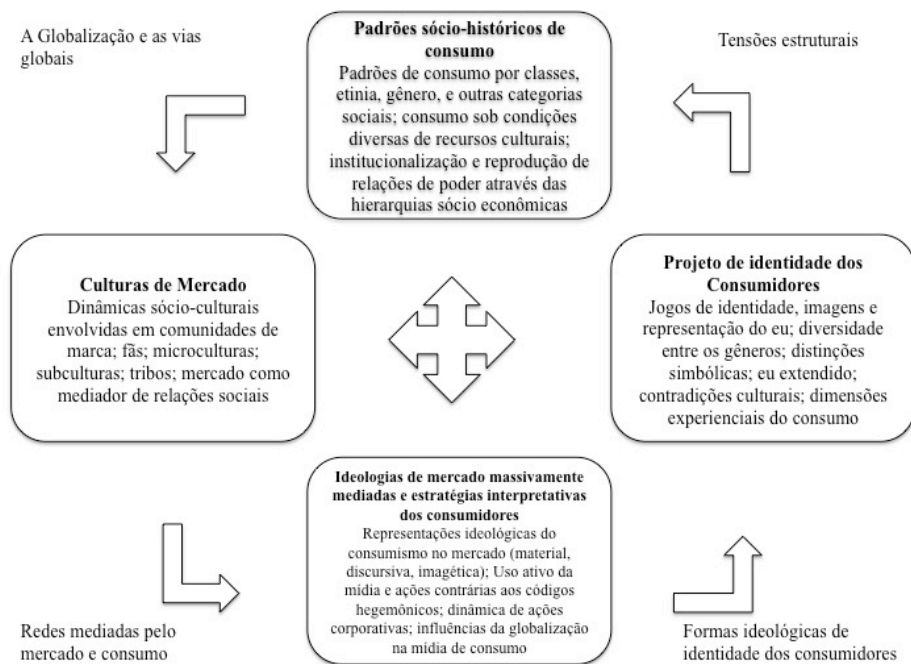 A Globalização e as vias
globais
Padrões sócio-históricos de
consumo
Padrões de consumo por classes,
etinia, gênero, e outras categorias
sociais; consumo sob condições
diversas de recursos culturais;
institucionalização e reprodução de
relações de poder através das
hierarquias sócio econômicas
Tensões estruturais
Culturas de Mercado
Dinâmicas sócio-culturais
envolvidas em comunidades de
marca; fãs; microculturas;
subculturas; tribos; mercado como
mediador de relações sociais
Projeto de identidade dos
Consumidores
Jogos de identidade, imagens e
representação do eu; diversidade
entre os gêneros; distinções
simbólicas; eu extendido;
contradições culturais; dimensões
experienciais do consumo
Ideologias de mercado massivamente
mediadas e estratégias interpretativas
dos consumidores
Representações ideológicas do
consumismo no mercado (material,
discursiva, imagética); Uso ativo da
mídia e ações contrárias aos códigos
hegemônicos; dinâmica de ações
corporativas; influências da globalização
na mídia de consumo
Redes mediadas pelo
mercado e consumo
Formas ideológicas de
identidade dos consumidores